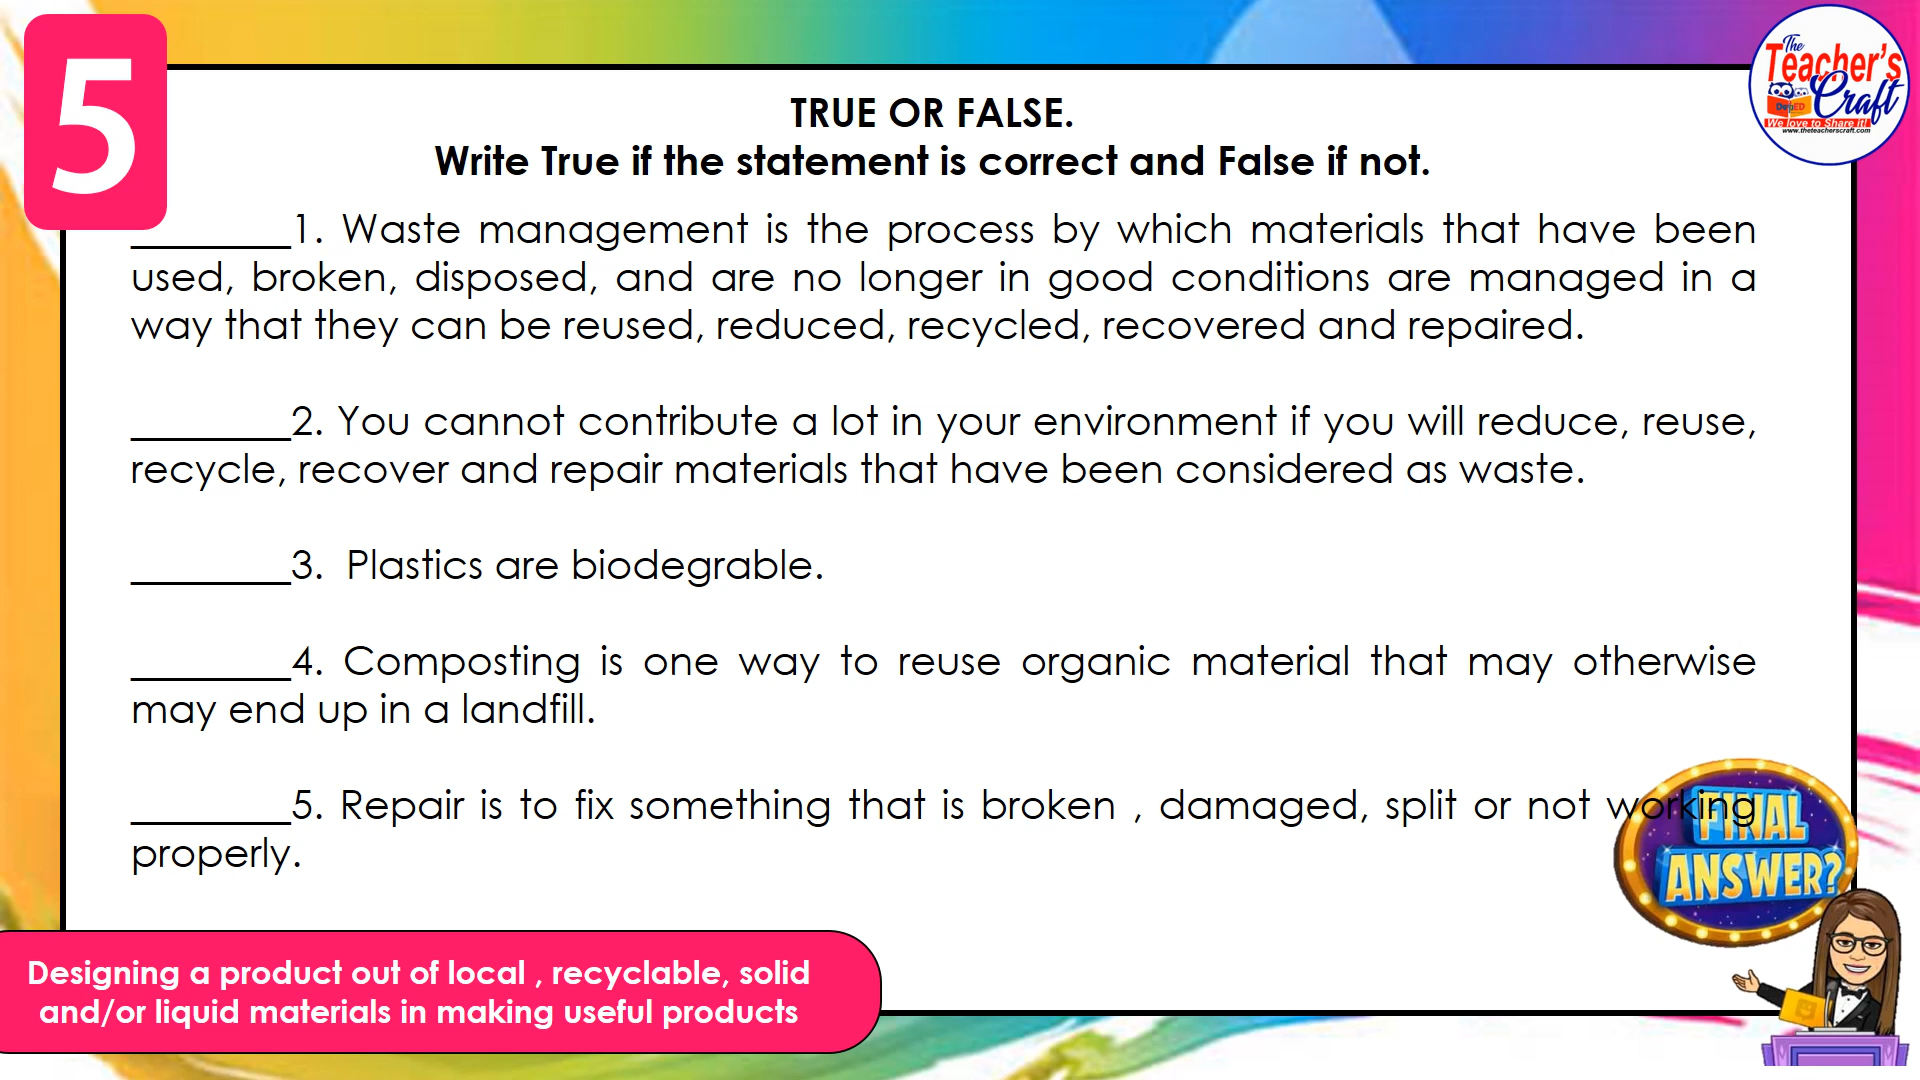 5
The
Teacher's
Craft
DepED
We love to Share It!
www.theteacherscraft.com
TRUE OR FALSE.
Write True if the statement is correct and False if not.
________1. Waste management is the process by which materials that have been
used, broken, disposed, and are no longer in good conditions are managed in a
way that they can be reused, reduced, recycled, recovered and repaired.
________2. You cannot contribute a lot in your environment if you will reduce, reuse,
recycle, recover and repair materials that have been considered as waste.
________3.  Plastics are biodegrable.
________4. Composting is one way to reuse organic material that may otherwise
may end up in a landfill.
________5. Repair is to fix something that is broken , damaged, split or not working
properly.
FINAL
ANSWER?
Designing a product out of local , recyclable, solid
and/or liquid materials in making useful products